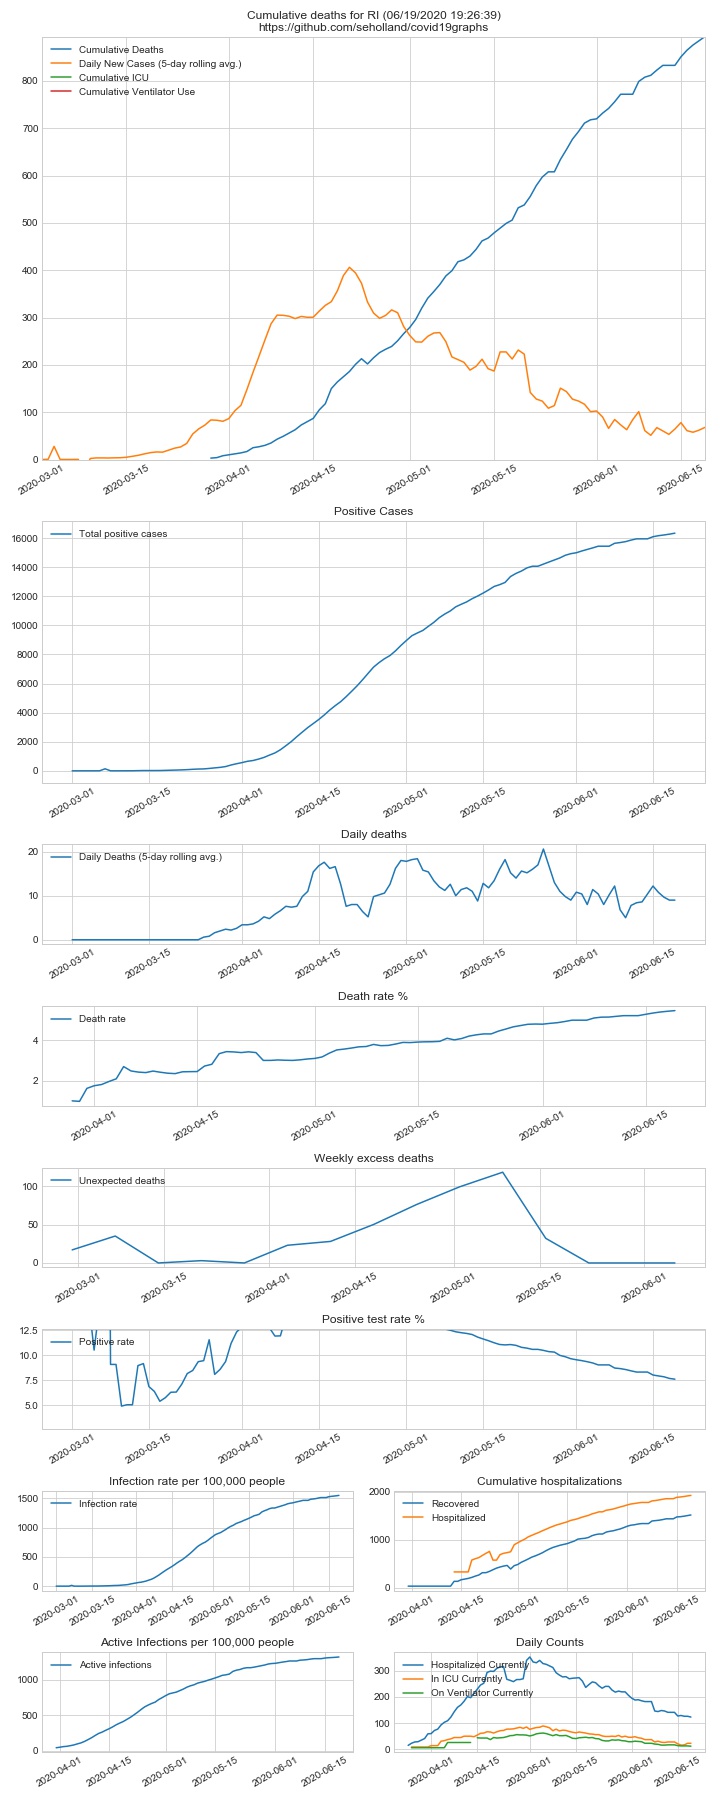 Cumulative deaths for RI (06/19/2020 19:26:39)
https://github.com/seholland/covid19graphs
Cumulative Deaths
Daily New Cases (5-day rolling avg.)
Cumulative ICU
Cumulative Ventilator Use
800
700
600
500
400
300
200
100
0
2020-03-01 2020-03-15 2020-04-01 2020-04-15 2020-05-01 2020-05-15 2020-06-01 2020-06-15
Positive Cases
Total positive cases
16000
14000
12000
10000
8000
6000
4000
2000
0
2020-03-01 2020-03-15 2020-04-01 2020-04-15 2020-05-01 2020-05-15 2020-06-01 2020-06-15
Daily deaths
Daily Deaths (5-day rolling avg.)
20
10
0
2020-03-01 2020-03-15 2020-04-01 2020-04-15 2020-05-01 2020-05-15 2020-06-01 2020-06-15
Death rate %
Death rate
4
2
2020-04-01 2020-04-15 2020-05-01 2020-05-15 2020-06-01 2020-06-15
Weekly excess deaths
Unexpected deaths
100
50
0
2020-03-01 2020-03-15 2020-04-01 2020-04-15 2020-05-01 2020-05-15 2020-06-01
Positive test rate %
Positive rate
12.5
10.0
7.5
5.0
2020-03-01 2020-03-15 2020-04-01 2020-04-15 2020-05-01 2020-05-15 2020-06-01 2020-06-15
Infection rate per 100,000 people
Infection rate
1500
1000
500
0
2020-03-01 2020-03-15 2020-04-01 2020-04-15 2020-05-01 2020-05-15 2020-06-01 2020-06-15
Cumulative hospitalizations
Recovered
Hospitalized
2000
1000
0
2020-04-01 2020-04-15 2020-05-01 2020-05-15 2020-06-01 2020-06-15
Active Infections per 100,000 people
Active infections
1000
500
0
2020-04-01 2020-04-15 2020-05-01 2020-05-15 2020-06-01 2020-06-15
Daily Counts
Hospitalized Currently
In ICU Currently
On Ventilator Currently
300
200
100
0
2020-04-01 2020-04-15 2020-05-01 2020-05-15 2020-06-01 2020-06-15